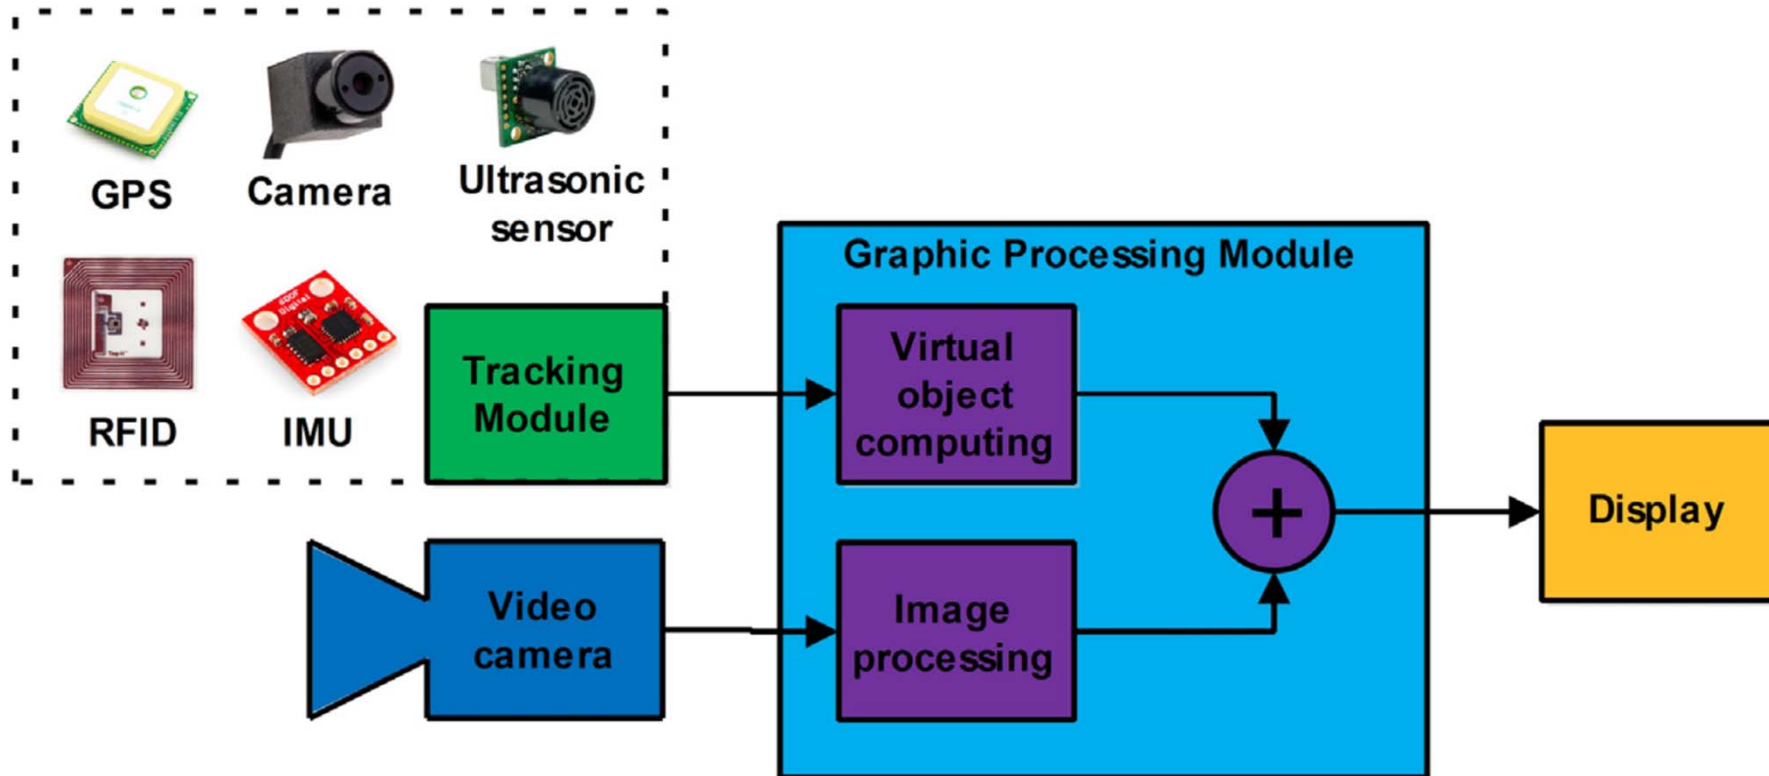 GPS
Camera
Ultrasonic
sensor
RFID
IMU
Tracking
Module
Video
camera
Graphic Processing Module
Virtual
object
computing
Image
processing
+
Display